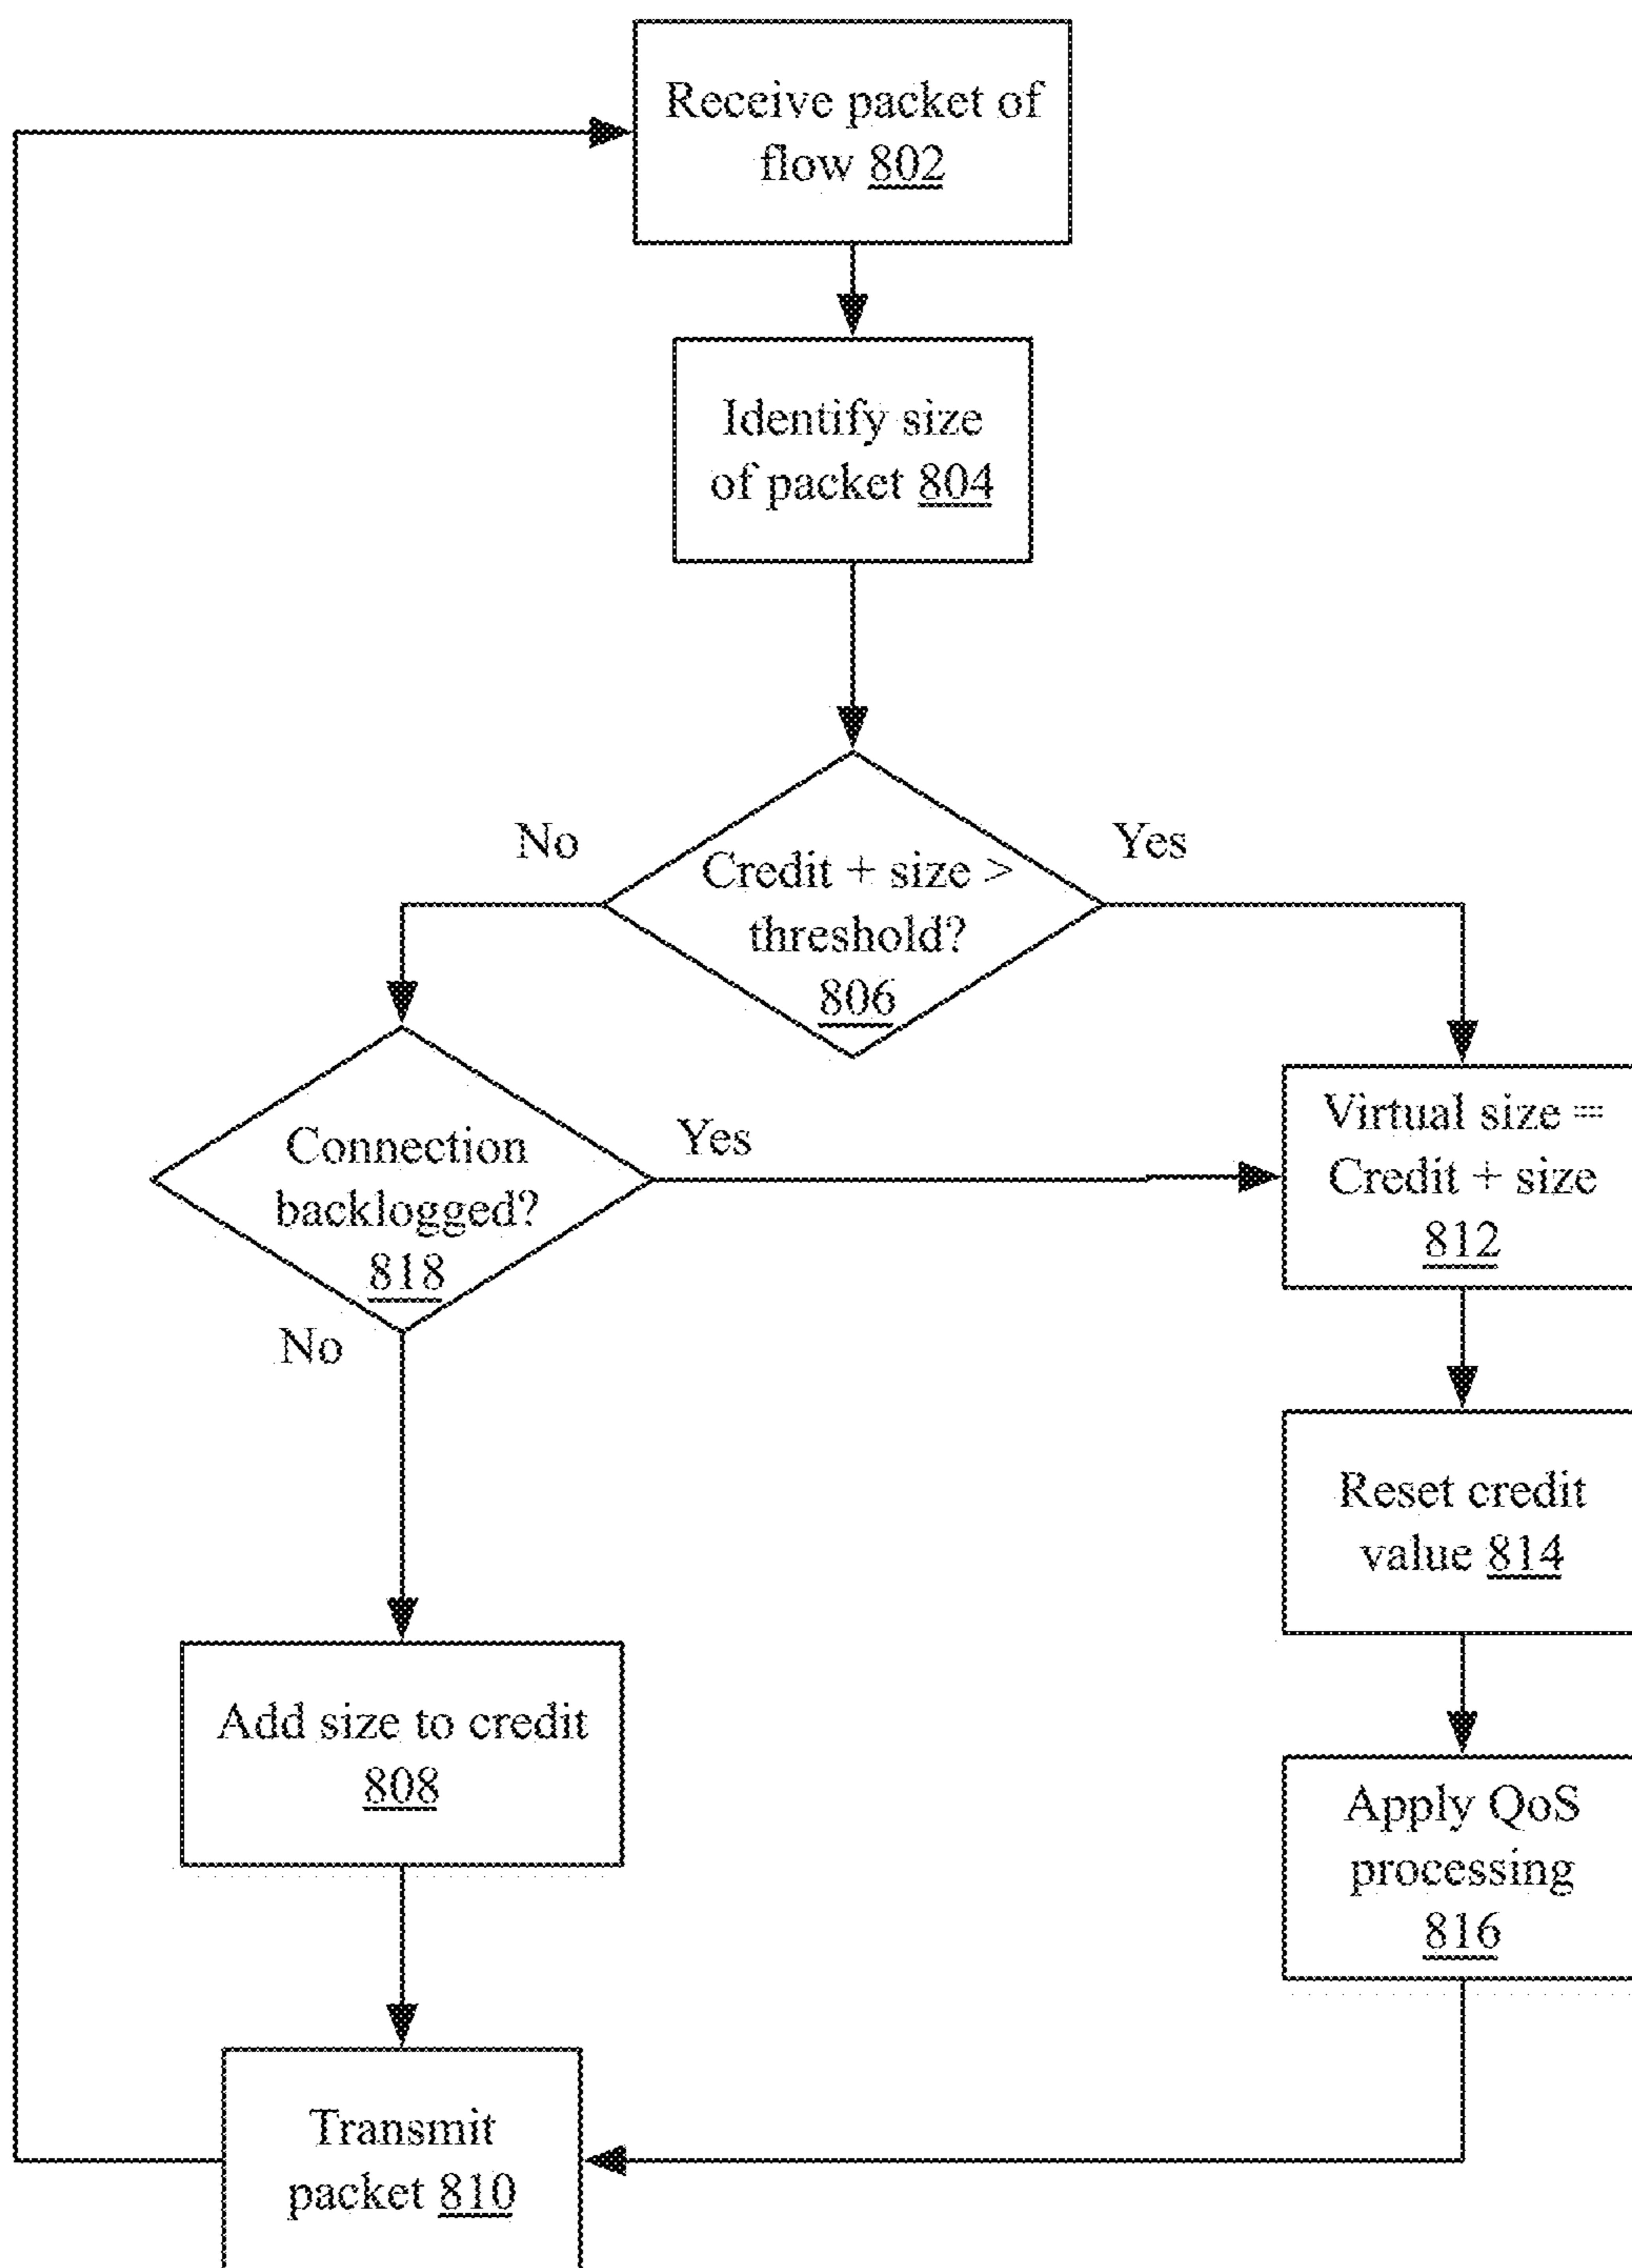 Receive packet of
flow 802
Identify size
of packet 804
No
Yes
Credit + size >
threshold?
806
Connection
backlogged?
818
Yes
No
Virtual size =
Credit + size
812
Reset credit
value 814
Add size to credit
808
Apply QoS
processing
816
Transmit
packet 810